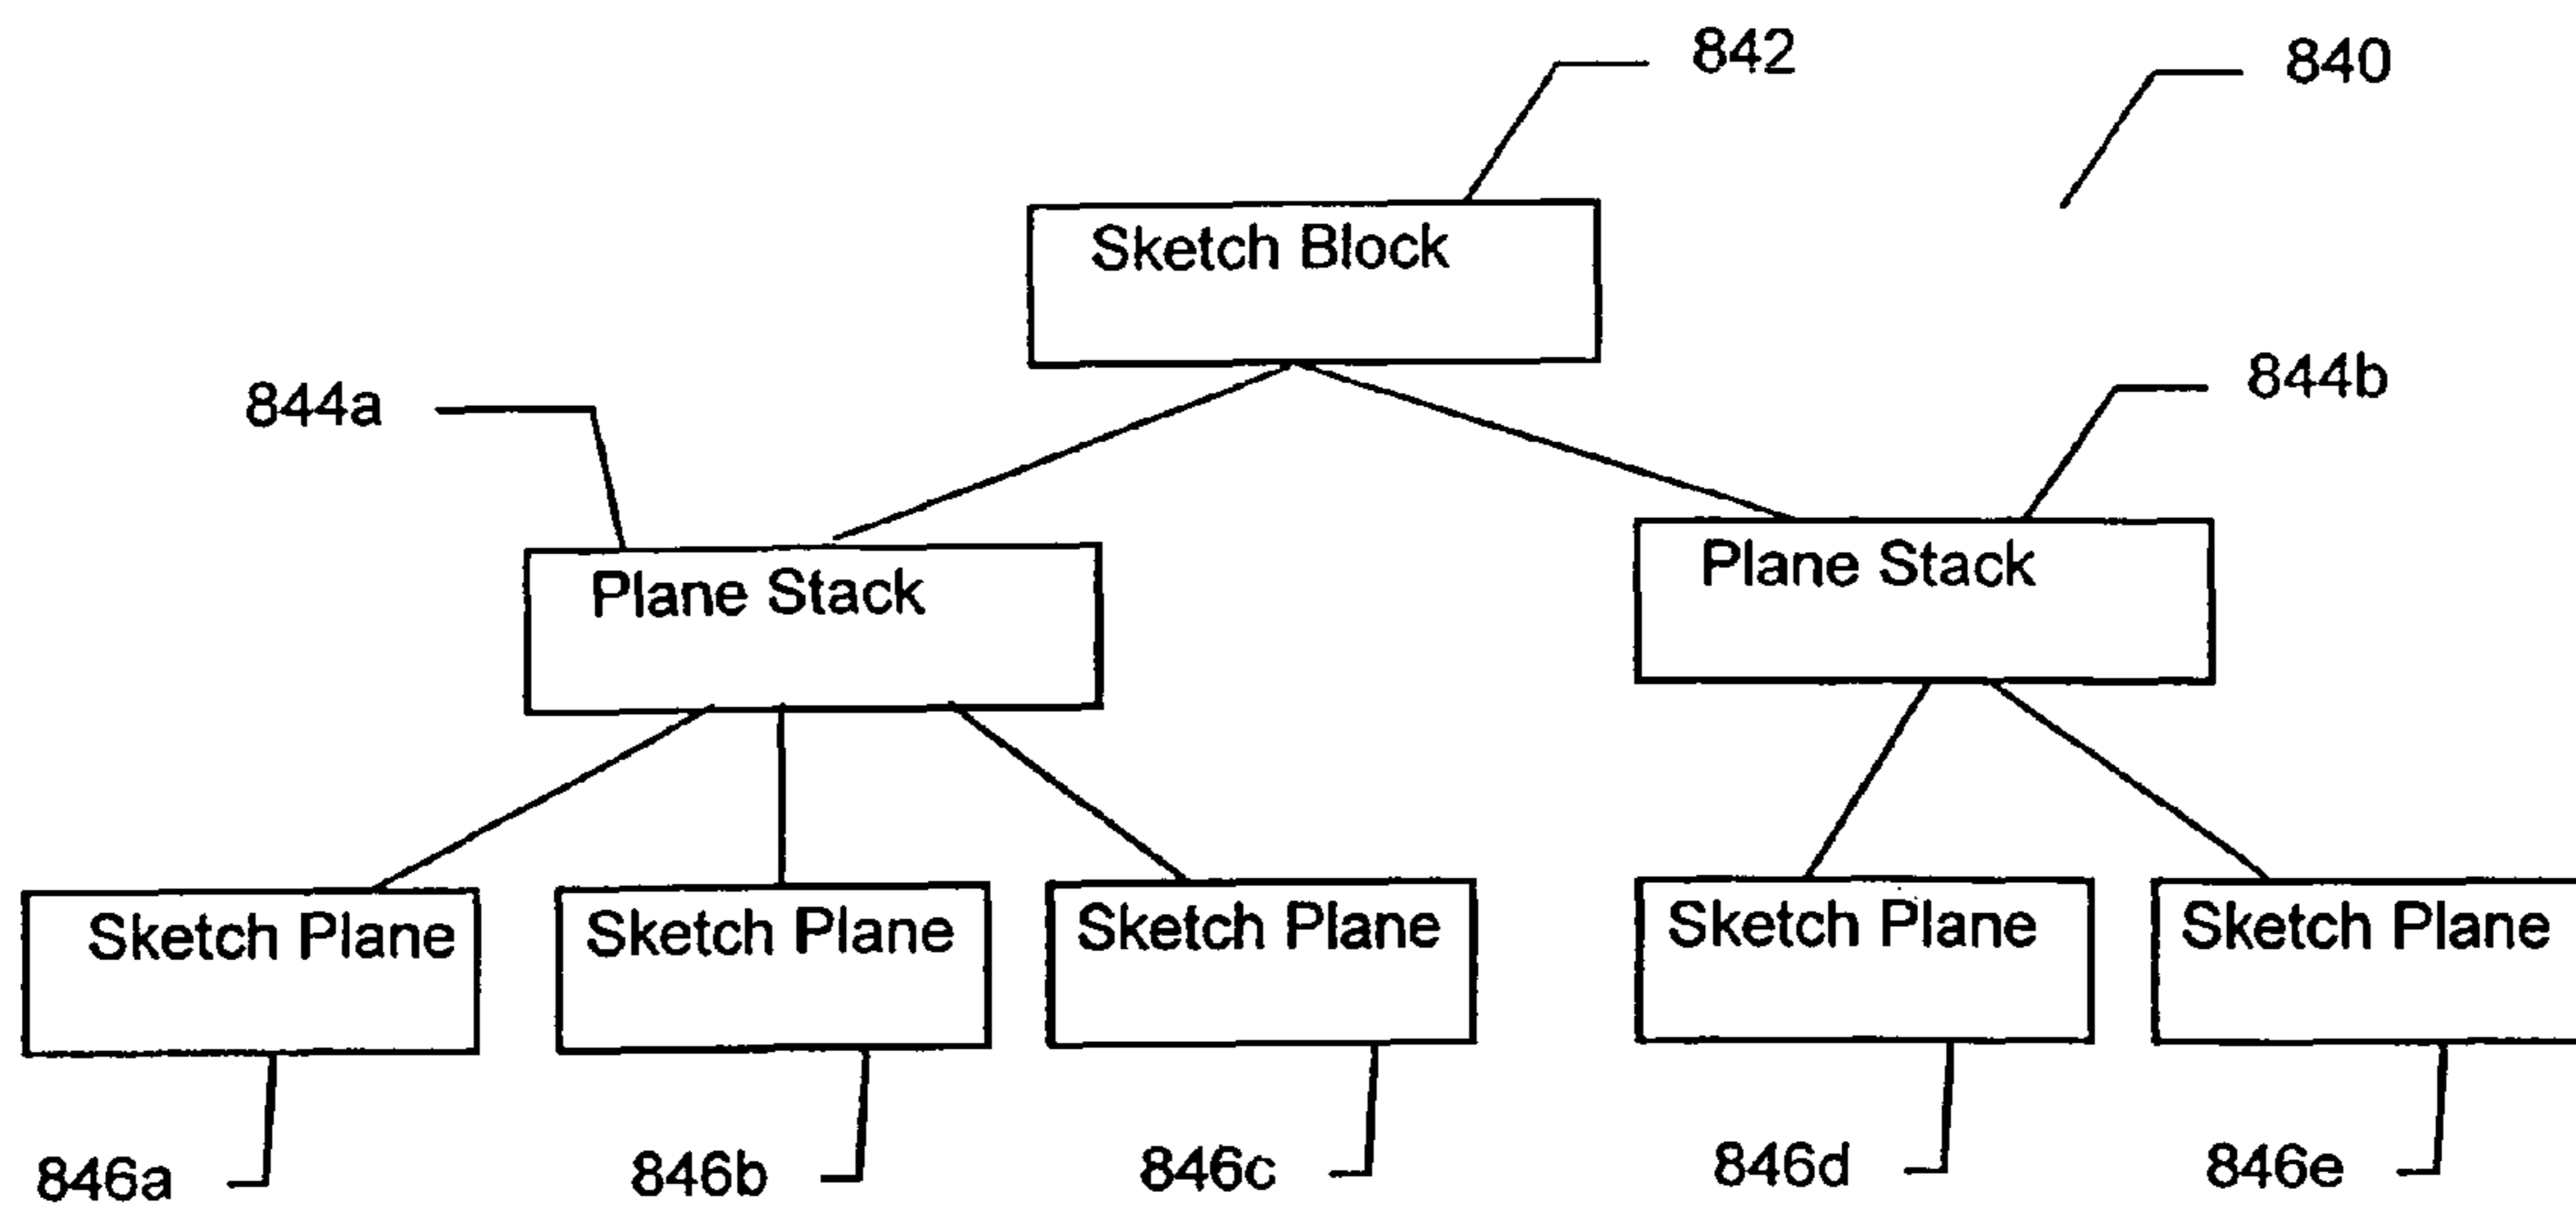 842
840
Sketch Block
844a
844b
Plane Stack
Plane Stack
Sketch Plane
Sketch Plane
Sketch Plane
Sketch Plane
Sketch Plane
846a
846b
846c
846d
846e